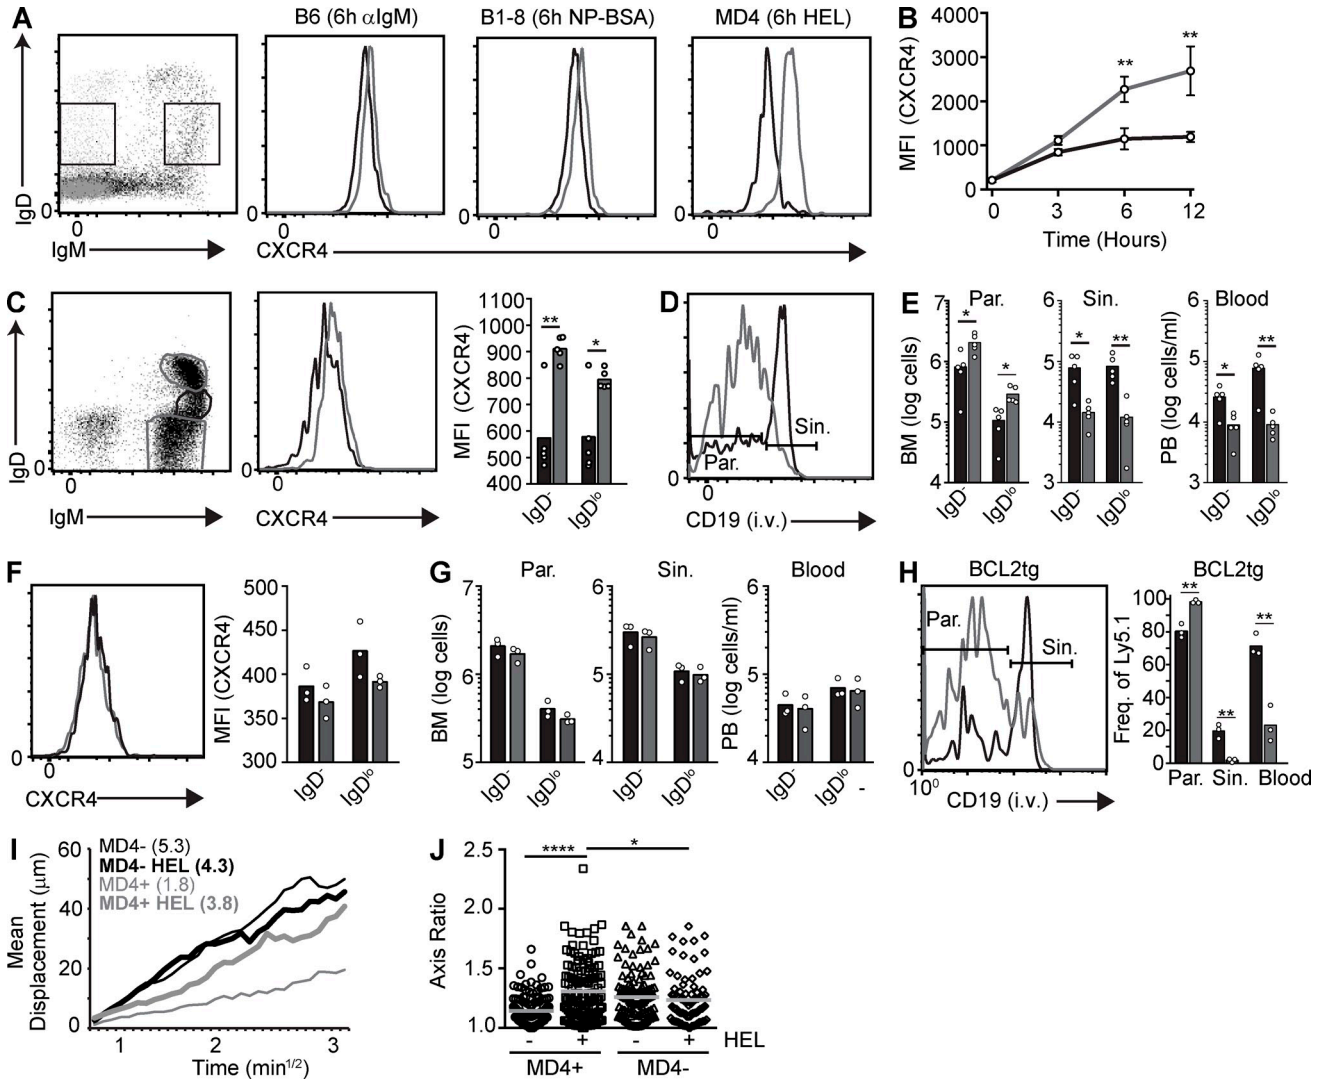 A
B6 (6h αIgM)
B1-8 (6h NP-BSA)
MD4 (6h HEL)
IgD
0
0
IgM
0
0
0
0
0
0
CXCR4
B
MFI (CXCR4)
4000
3000
2000
1000
0
**
**
0 3 6 12
Time (Hours)
C
IgD
0
0
IgM
0
0
CXCR4
MFI (CXCR4)
1100
1000
900
800
700
600
500
400
**
*
IgD-
IgDlo
D
Par.
Sin.
0
0
CD19 (i.v.)
E
Par.
Sin.
Blood
BM (log cells)
7
6
5
4
*
*
IgD-
IgDlo
6
5
4
3
*
**
IgD-
IgDlo
PB (log cells/ml)
6
5
4
3
*
**
IgD-
IgDlo
F
0
0
CXCR4
MFI (CXCR4)
500
450
400
350
300
IgD-
IgDlo
G
Par.
Sin.
Blood
BM (log cells)
7
6
5
IgD-
IgDlo
6
5
4
IgD-
IgDlo
PB (log cells/ml)
6
5
4
IgD-
IgDlo
-
H
BCL2tg
Par.
Sin.
0
10⁰
CD19 (i.v.)
BCL2tg
Freq. of Ly5.1
100
80
60
40
20
0
**
**
**
Par. Sin. Blood
I
MD4- (5.3)
MD4- HEL (4.3)
MD4+ (1.8)
MD4+ HEL (3.8)
Mean
Displacement (μm)
60
40
20
0
1 2 3
Time (min1/2)
J
Axis Ratio
2.5
2.0
1.5
1.0
****
*
- + - + HEL
MD4+ MD4-